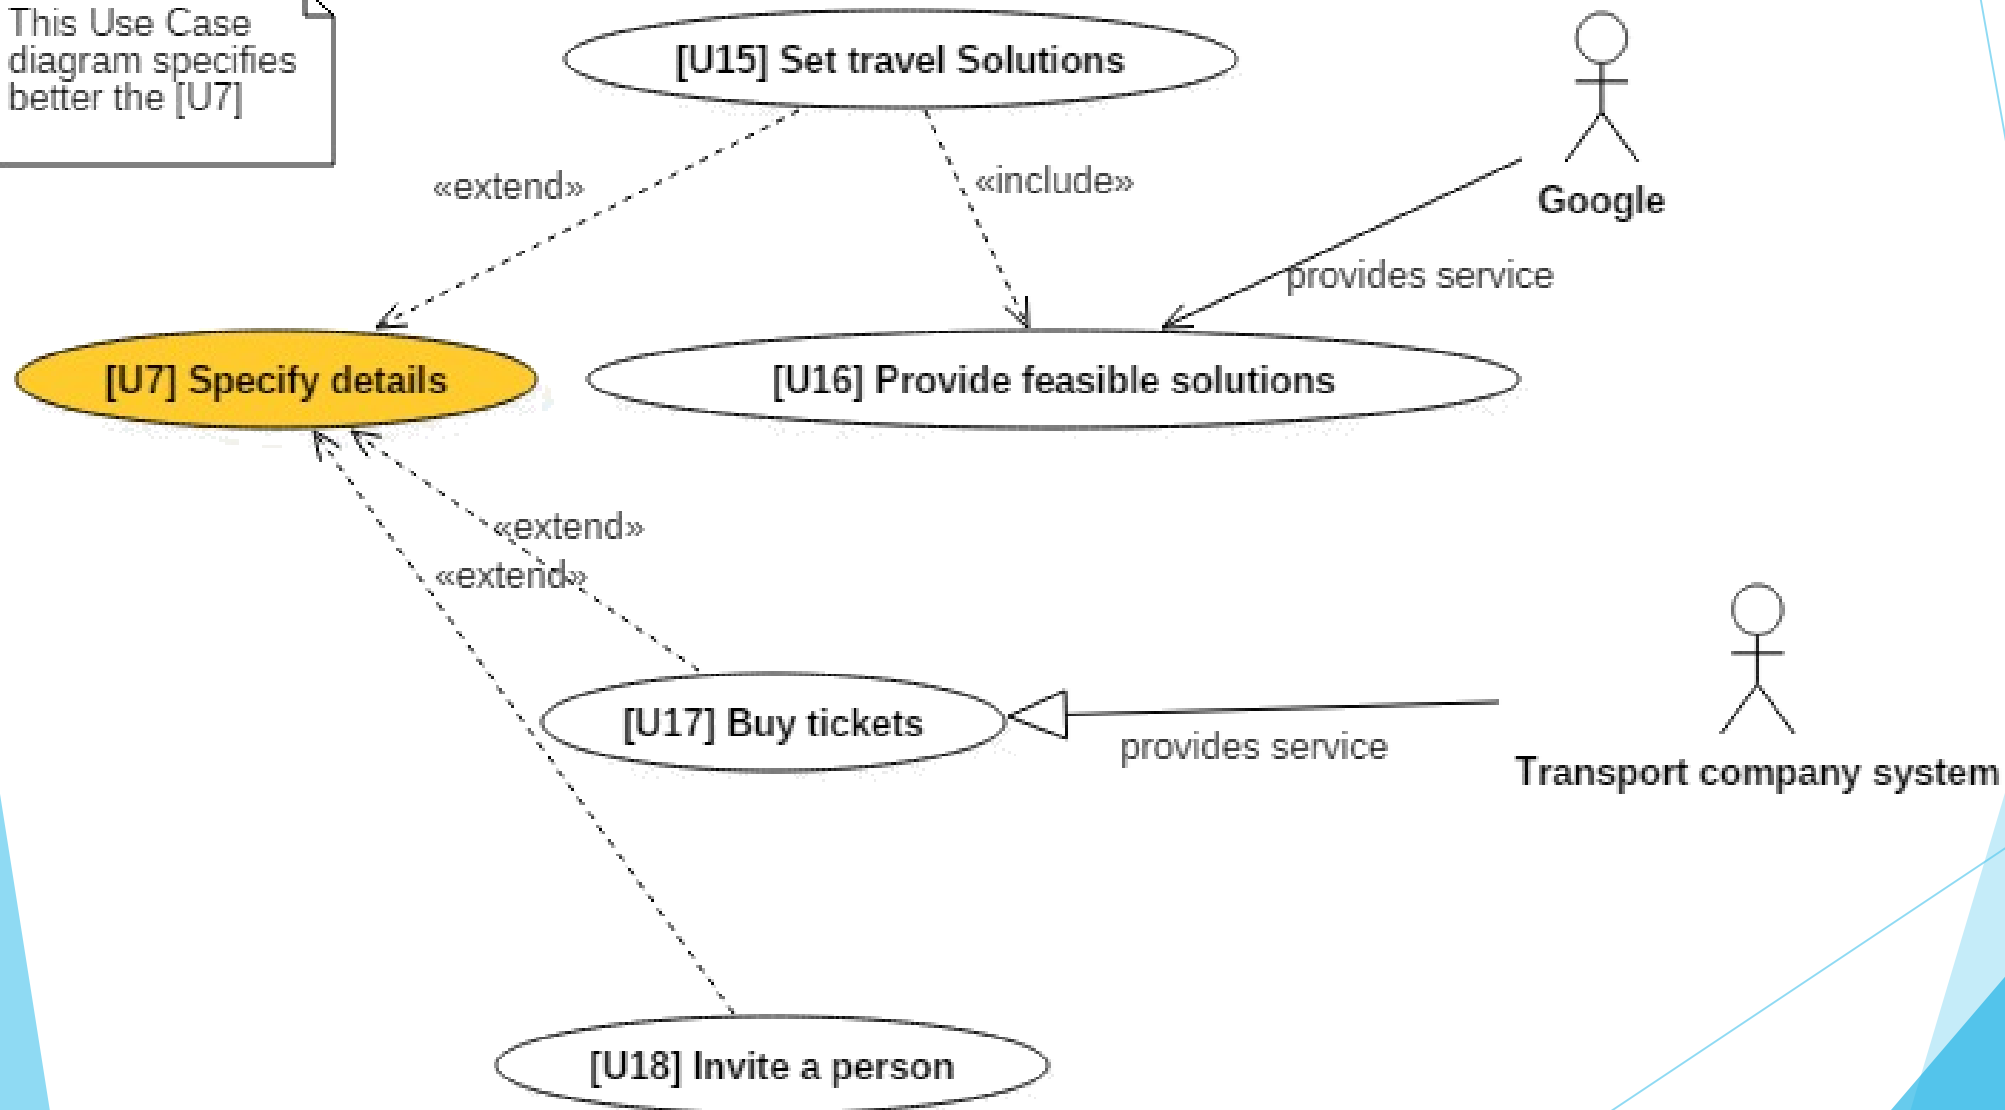 This Use Case
diagram specifies
better the [U7]
[U15] Set travel Solutions
«extend»
«include»
Google
provides service
[U7] Specify details
[U16] Provide feasible solutions
«extend»
«extend»
[U17] Buy tickets
provides service
Transport company system
[U18] Invite a person